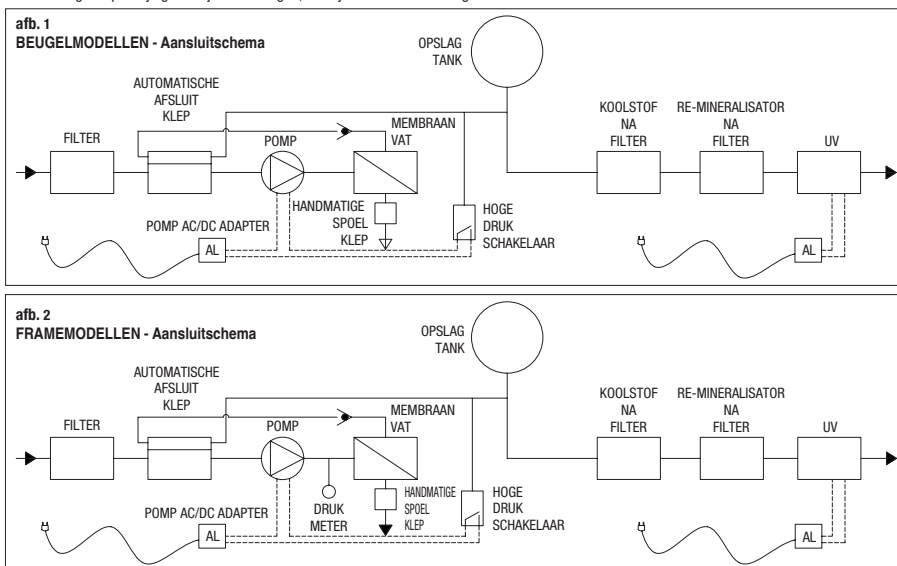 afb. 1
BEUGELMODELLEN - Aansluitschema
OPSLAG
TANK
AUTOMATISCHE
AFSLUIT
KLEP
FILTER
POMP
MEMBRAAN
VAT
KOOLSTOF
NA
FILTER
RE-MINERALISATOR
NA
FILTER
UV
HANDMATIGE
SPOEL
KLEP
HOGE
DRUK
SCHAKELAAR
POMP AC/DC ADAPTER
AL
AL
afb. 2
FRAMEMODELLEN - Aansluitschema
OPSLAG
TANK
AUTOMATISCHE
AFSLUIT
KLEP
FILTER
POMP
MEMBRAAN
VAT
KOOLSTOF
NA
FILTER
RE-MINERALISATOR
NA
FILTER
UV
DRUK
METER
HANDMATIGE
SPOEL
KLEP
HOGE
DRUK
SCHAKELAAR
POMP AC/DC ADAPTER
AL
AL